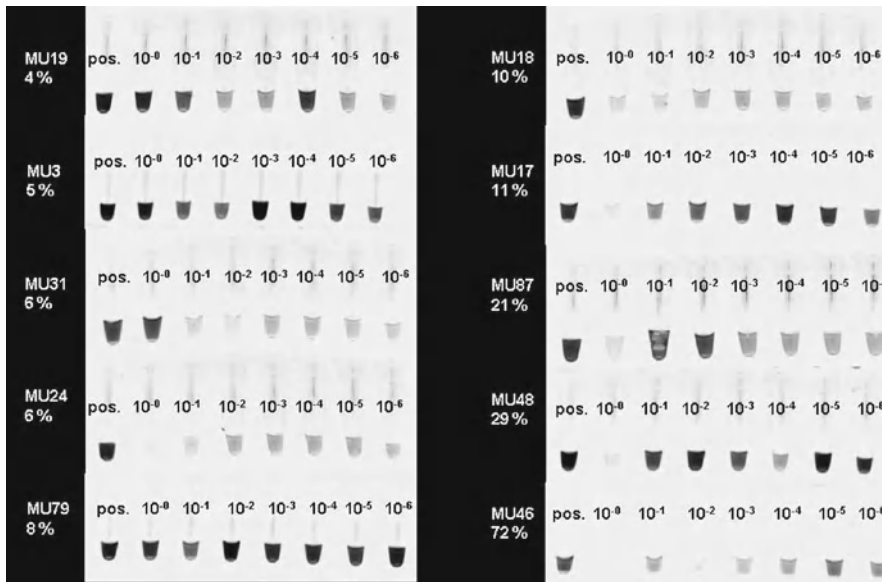 MU19 pos. 10⁻⁰ 10⁻¹ 10⁻² 10⁻³ 10⁻⁴ 10⁻⁵ 10⁻⁶
4%
MU3 pos. 10⁻⁰ 10⁻¹ 10⁻² 10⁻³ 10⁻⁴ 10⁻⁵ 10⁻⁶
5%
MU31 pos. 10⁻⁰ 10⁻¹ 10⁻² 10⁻³ 10⁻⁴ 10⁻⁵ 10⁻⁶
6%
MU24 pos. 10⁻⁰ 10⁻¹ 10⁻² 10⁻³ 10⁻⁴ 10⁻⁵ 10⁻⁶
6%
MU79 pos. 10⁻⁰ 10⁻¹ 10⁻² 10⁻³ 10⁻⁴ 10⁻⁵ 10⁻⁶
8%
MU18 pos. 10⁻⁰ 10⁻¹ 10⁻² 10⁻³ 10⁻⁴ 10⁻⁵ 10⁻⁶
10%
MU17 pos. 10⁻⁰ 10⁻¹ 10⁻² 10⁻³ 10⁻⁴ 10⁻⁵ 10⁻⁶
11%
MU87 pos. 10⁻⁰ 10⁻¹ 10⁻² 10⁻³ 10⁻⁴ 10⁻⁵
21%
MU48 pos. 10⁻⁰ 10⁻¹ 10⁻² 10⁻³ 10⁻⁴ 10⁻⁵ 10⁻⁶
29%
MU46 pos. 10⁻⁰ 10⁻¹ 10⁻² 10⁻³ 10⁻⁴ 10⁻⁵ 10⁻⁶
72%